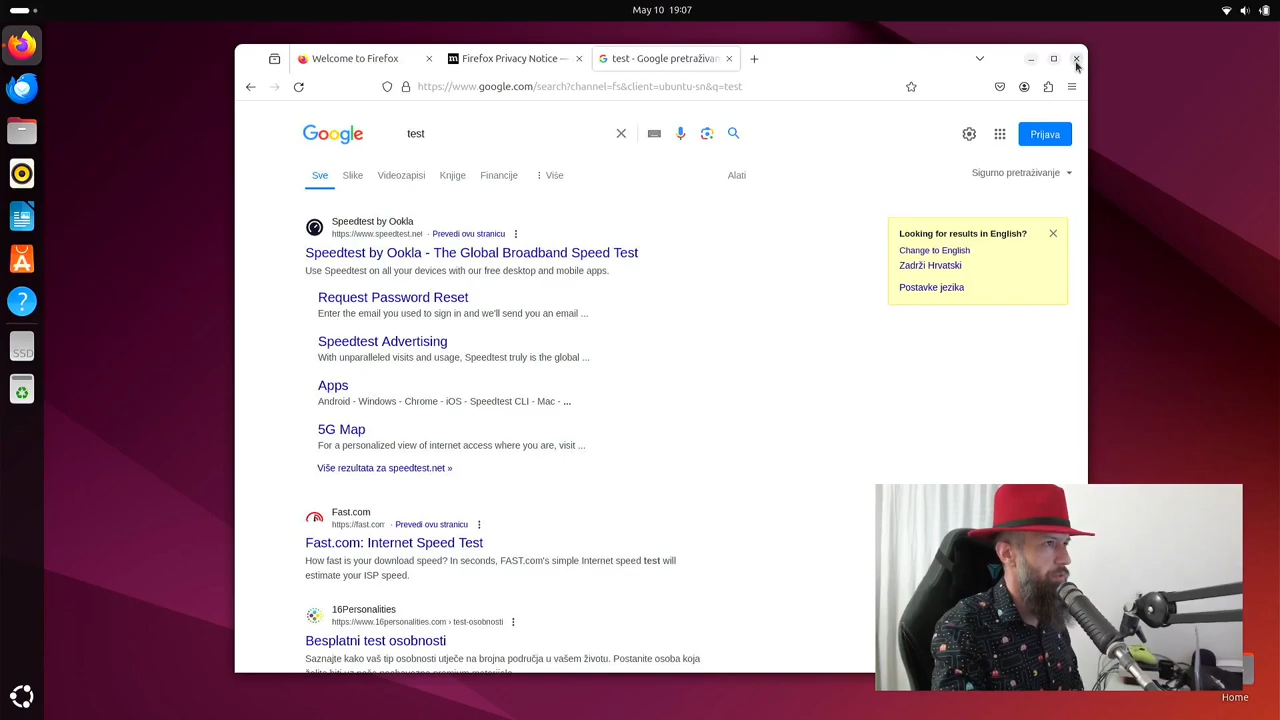 May 10 19:07
Welcome to Firefox
Firefox Privacy Notice —
test - Google pretraživan
https://www.google.com/search?channel=fs&client=ubuntu-sn&q=test
Google
test
Prijava
Sve
Slike
Videozapisi
Knjige
Financije
Više
Alati
Sigurno pretraživanje
Speedtest by Ookla
https://www.speedtest.net · Prevedi ovu stranicu
Speedtest by Ookla - The Global Broadband Speed Test
Use Speedtest on all your devices with our free desktop and mobile apps.
Request Password Reset
Enter the email you used to sign in and we'll send you an email ...
Speedtest Advertising
With unparalleled visits and usage, Speedtest truly is the global ...
Apps
Android - Windows - Chrome - iOS - Speedtest CLI - Mac - ...
5G Map
For a personalized view of internet access where you are, visit ...
Više rezultata za speedtest.net »
Looking for results in English?
Change to English
Zadrži Hrvatski
Postavke jezika
Fast.com
https://fast.com · Prevedi ovu stranicu
Fast.com: Internet Speed Test
How fast is your download speed? In seconds, FAST.com's simple Internet speed test will
estimate your ISP speed.
16Personalities
https://www.16personalities.com › test-osobnosti
Besplatni test osobnosti
Saznajte kako vaš tip osobnosti utječe na brojna područja u vašem životu. Postanite osoba koja
SSD
Home